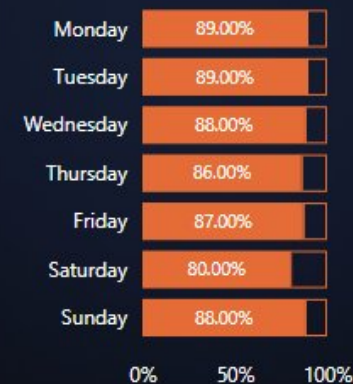 Monday 89.00%
Tuesday 89.00%
Wednesday 88.00%
Thursday 86.00%
Friday 87.00%
Saturday 80.00%
Sunday 88.00%
0% 50% 100%